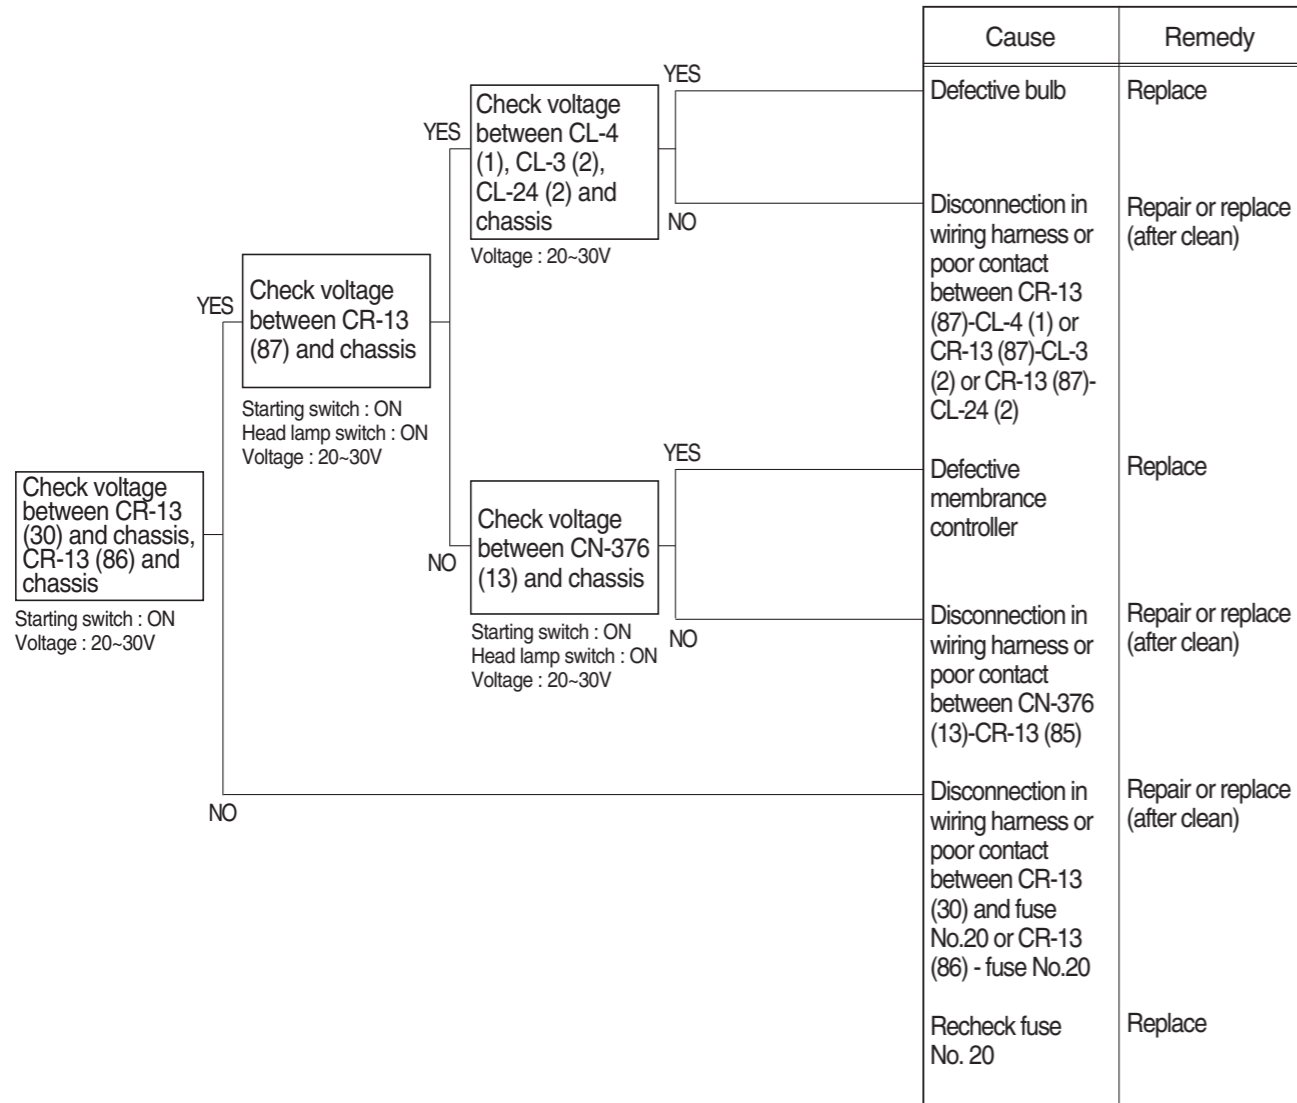 Cause
Remedy
YES
Defective bulb
Replace
Check voltage
between CL-4
(1), CL-3 (2),
CL-24 (2) and
chassis
YES
NO
Voltage : 20~30V
Disconnection in
wiring harness or
poor contact
between CR-13
(87)-CL-4 (1) or
CR-13 (87)-CL-3
(2) or CR-13 (87)-
CL-24 (2)
Repair or replace
(after clean)
YES
Check voltage
between CR-13
(87) and chassis
Starting switch : ON
Head lamp switch : ON
Voltage : 20~30V
YES
Defective
membrance
controller
Replace
Check voltage
between CR-13
(30) and chassis,
CR-13 (86) and
chassis
Starting switch : ON
Voltage : 20~30V
NO
Check voltage
between CN-376
(13) and chassis
Starting switch : ON
Head lamp switch : ON
Voltage : 20~30V
NO
Disconnection in
wiring harness or
poor contact
between CN-376
(13)-CR-13 (85)
Repair or replace
(after clean)
NO
Disconnection in
wiring harness or
poor contact
between CR-13
(30) and fuse
No.20 or CR-13
(86) - fuse No.20
Repair or replace
(after clean)
Recheck fuse
No. 20
Replace